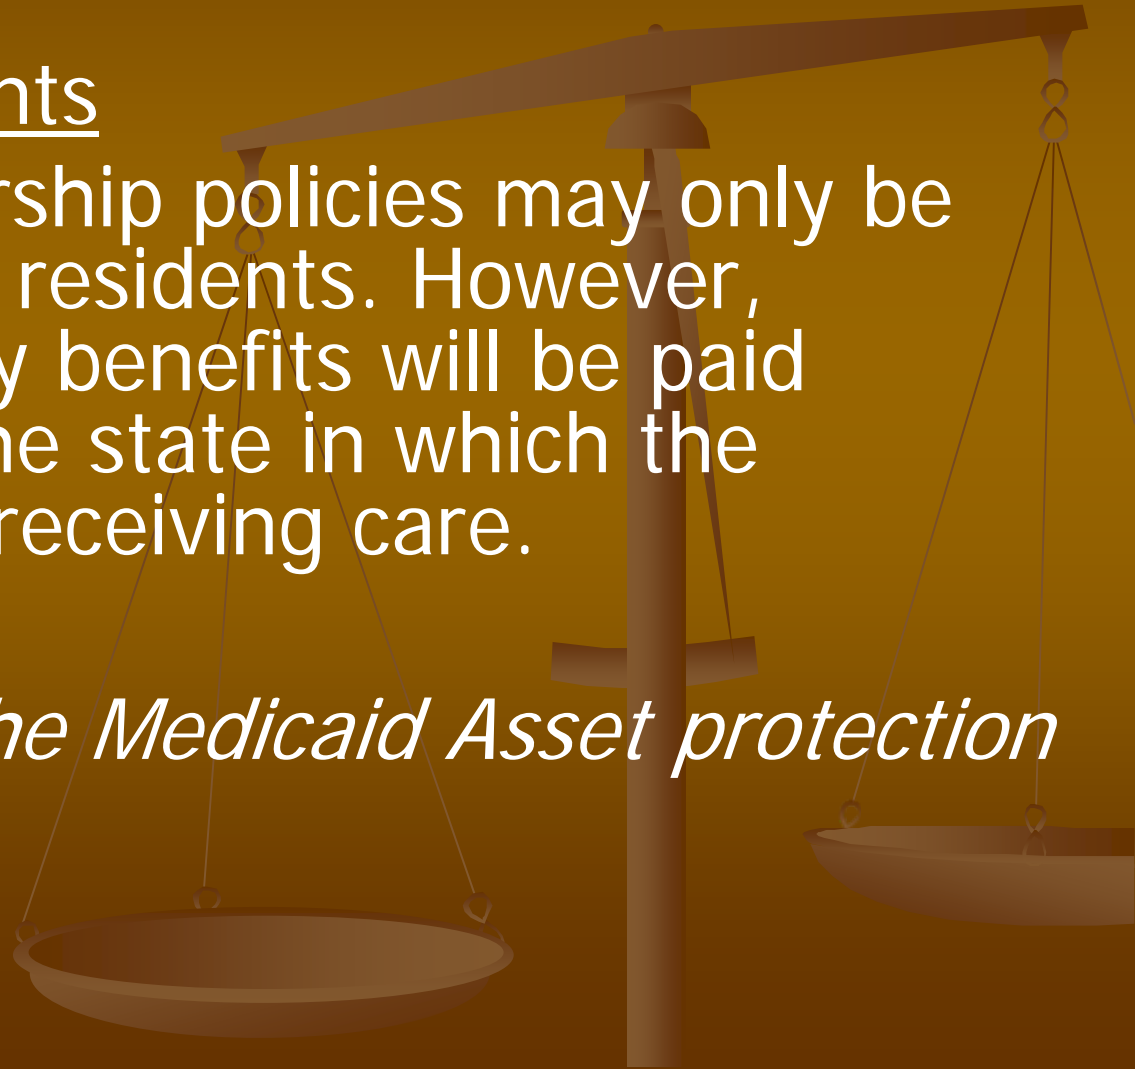 nts
rship policies may only be
residents. However,
y benefits will be paid
he state in which the
receiving care.
he Medicaid Asset protection